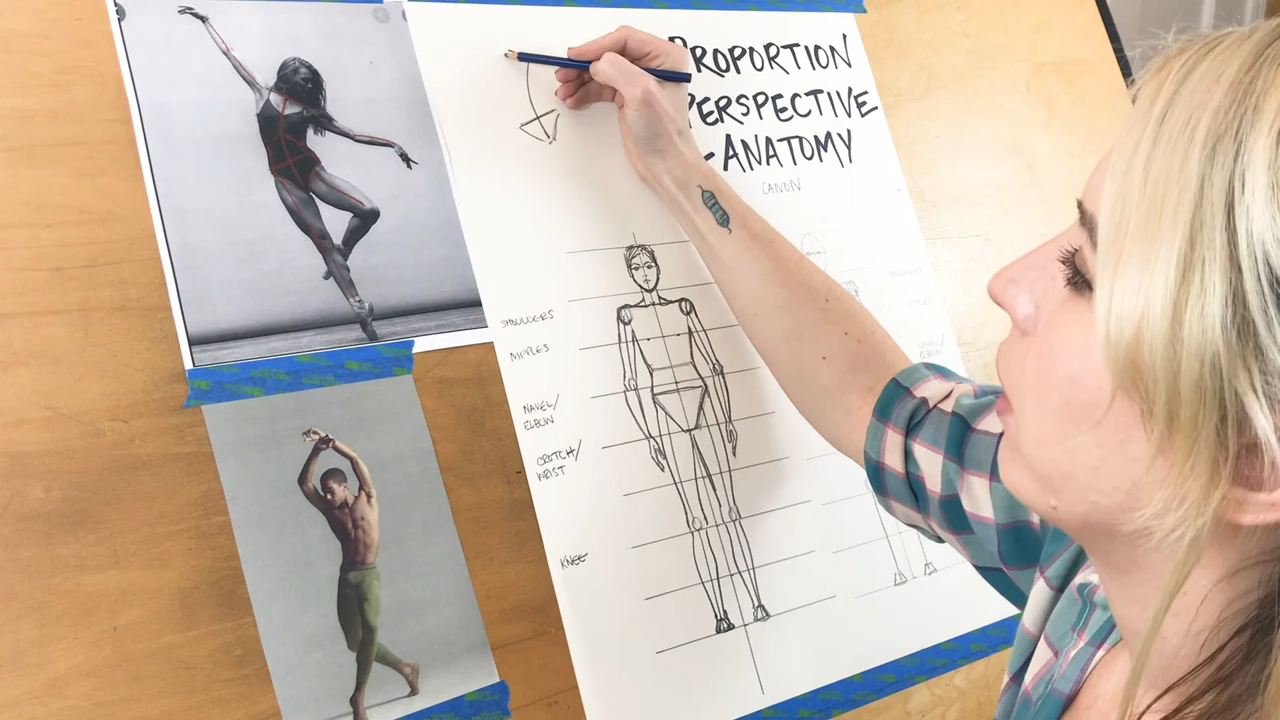 PROPORTION
PERSPECTIVE
-ANATOMY
CANON
SHOULDERS
NIPPLES
NAVEL/
ELBOW
CROTCH/
WRIST
KNEE